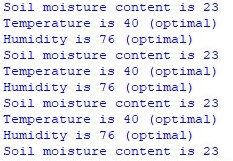 Soil moisture content is 23
Temperature is 40 (optimal)
Humidity is 76 (optimal)
Soil moisture content is 23
Temperature is 40 (optimal)
Humidity is 76 (optimal)
Soil moisture content is 23
Temperature is 40 (optimal)
Humidity is 76 (optimal)
Soil moisture content is 23